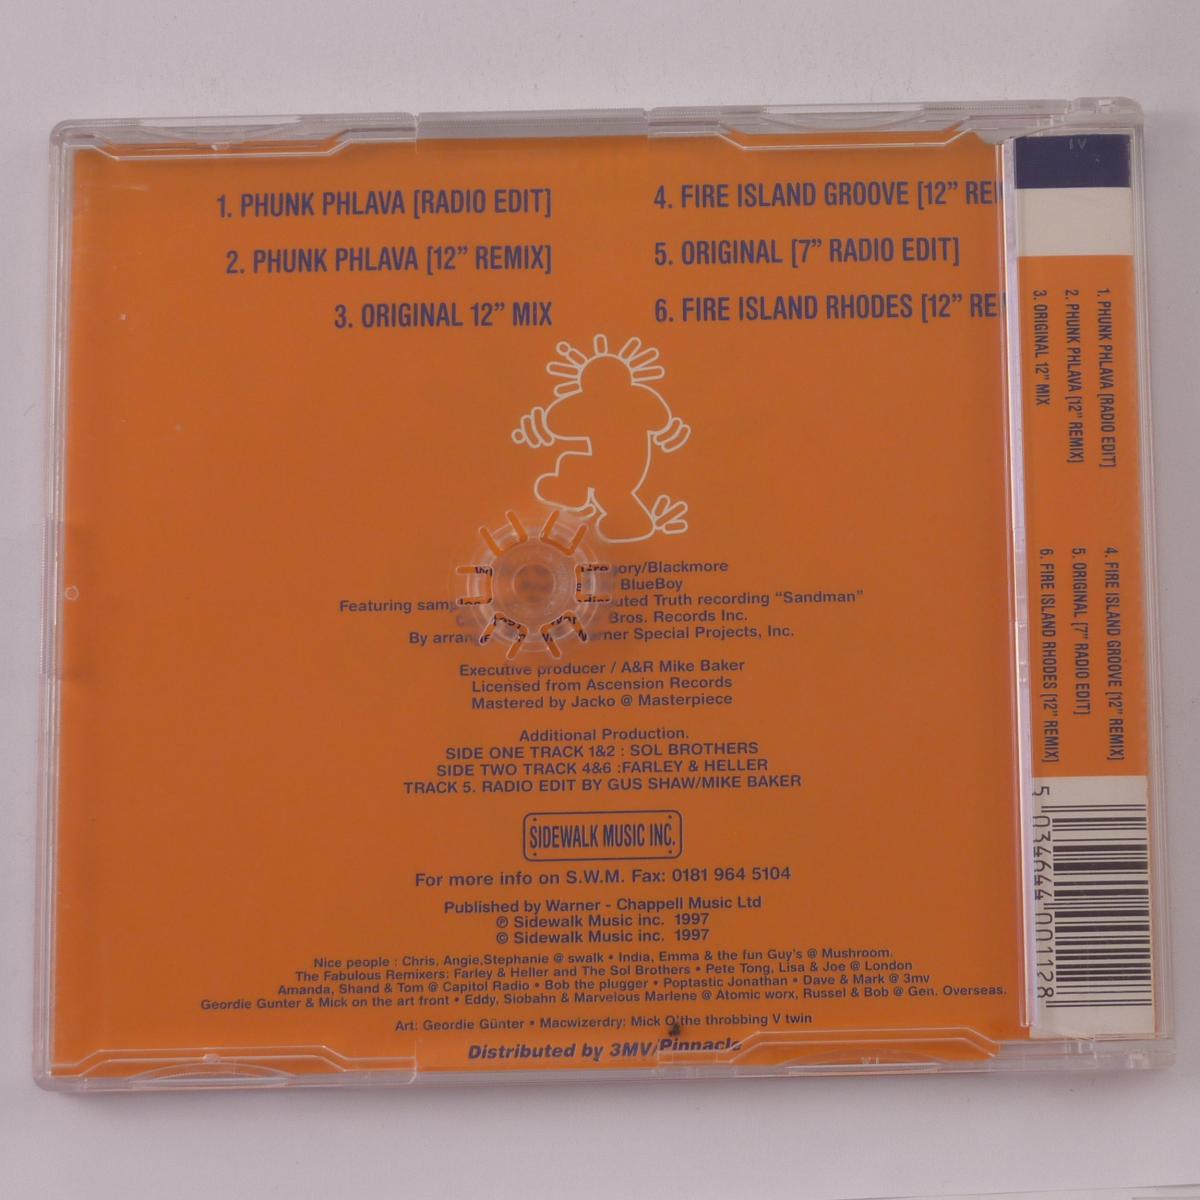 1. PHUNK PHLAVA [RADIO EDIT]
2. PHUNK PHLAVA [12” REMIX]
3. ORIGINAL 12” MIX
4. FIRE ISLAND GROOVE [12” REM
5. ORIGINAL [7” RADIO EDIT]
6. FIRE ISLAND RHODES [12” RE
ory/Blackmore
BlueBoy
Featuring Truth recording “Sandman”
Bros. Records Inc.
By Warner Special Projects, Inc.
Executive producer / A&R Mike Baker
Licensed from Ascension Records
Mastered by Jacko @ Masterpiece
Additional Production.
SIDE ONE TRACK 1&2 : SOL BROTHERS
SIDE TWO TRACK 4&6 :FARLEY & HELLER
TRACK 5. RADIO EDIT BY GUS SHAW/MIKE BAKER
SIDEWALK MUSIC INC.
For more info on S.W.M. Fax: 0181 964 5104
Published by Warner - Chappell Music Ltd
℗ Sidewalk Music inc. 1997
© Sidewalk Music inc. 1997
Nice people : Chris, Angie,Stephanie @ swalk • India, Emma & the fun Guy's @ Mushroom.
The Fabulous Remixers: Farley & Heller and The Sol Brothers • Pete Tong, Lisa & Joe @ London
Amanda, Shand & Tom @ Capitol Radio • Bob the plugger • Poptastic Jonathan • Dave & Mark @ 3mv
Geordie Gunter & Mick on the art front • Eddy, Siobahn & Marvelous Marlene @ Atomic worx, Russel & Bob @ Gen. Overseas.
Art: Geordie Günter • Macwizerdry: Mick O'the throbbing V twin
Distributed by 3MV/Pinnacle
1. PHUNK PHLAVA [RADIO EDIT]
2. PHUNK PHLAVA [12” REMIX]
3. ORIGINAL 12” MIX
4. FIRE ISLAND GROOVE [12” REMIX]
5. ORIGINAL [7” RADIO EDIT]
6. FIRE ISLAND RHODES [12” REMIX]
5 034644 001128